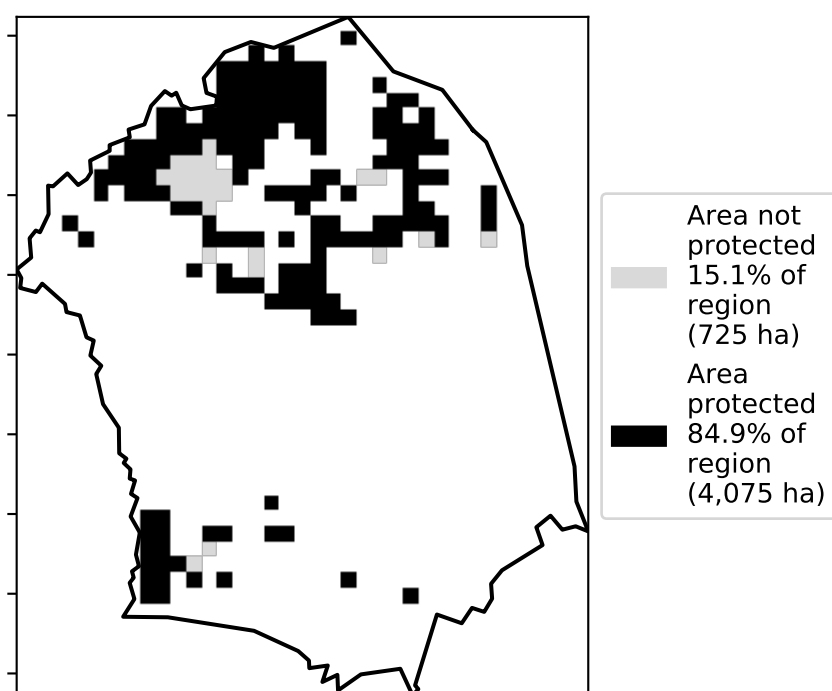 Area not
protected
15.1% of
region
(725 ha)
Area
protected
84.9% of
region
(4,075 ha)